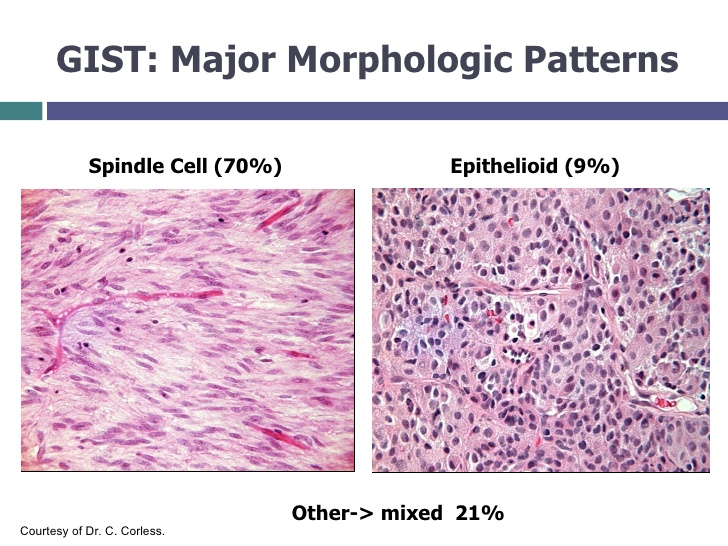 GIST: Major Morphologic Patterns
Spindle Cell (70%)
Epithelioid (9%)
Other-> mixed  21%
Courtesy of Dr. C. Corless.